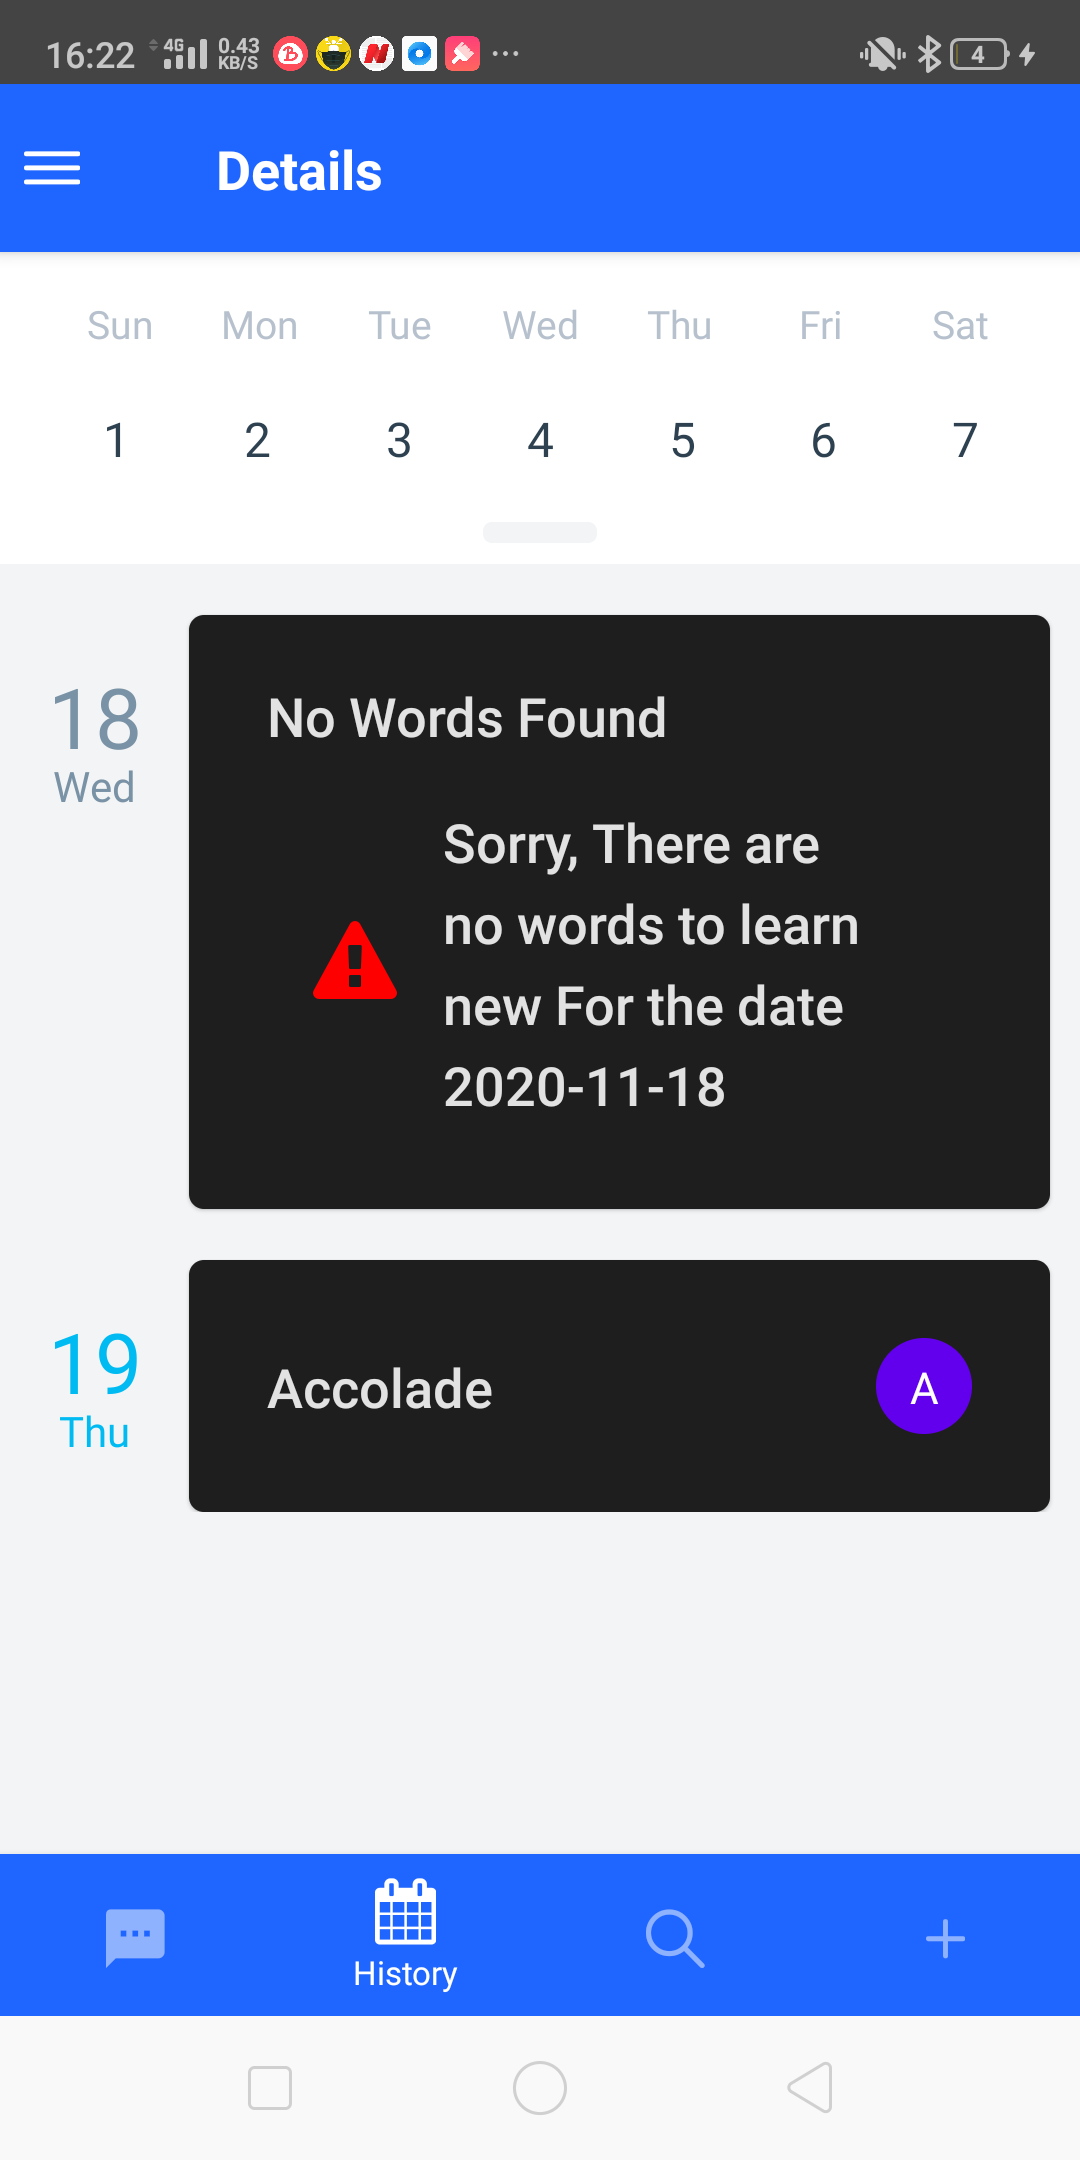 16:22 4G 0.43 KB/S 4
Details
Sun Mon Tue Wed Thu Fri Sat
1 2 3 4 5 6 7
18
Wed
No Words Found
Sorry, There are
no words to learn
new For the date
2020-11-18
19
Thu
Accolade
A
History